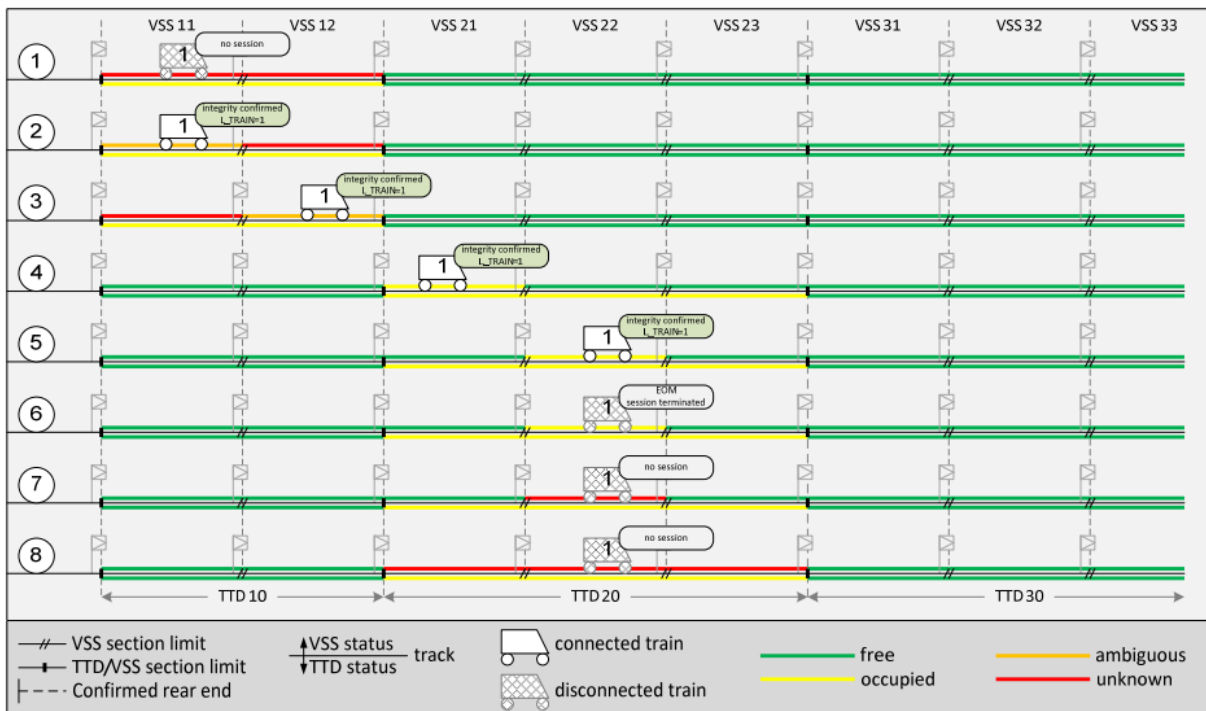 VSS 11 VSS 12 VSS 21 VSS 22 VSS 23 VSS 31 VSS 32 VSS 33
1
1
no session
2
1
integrity confirmed
L_TRAIN=1
3
1
integrity confirmed
L_TRAIN=1
4
1
integrity confirmed
L_TRAIN=1
5
1
integrity confirmed
L_TRAIN=1
6
1
EOM
session terminated
7
1
no session
8
1
no session
TTD 10 TTD 20 TTD 30
VSS section limit
TTD/VSS section limit
Confirmed rear end
VSS status
TTD status
track
connected train
disconnected train
free
occupied
ambiguous
unknown